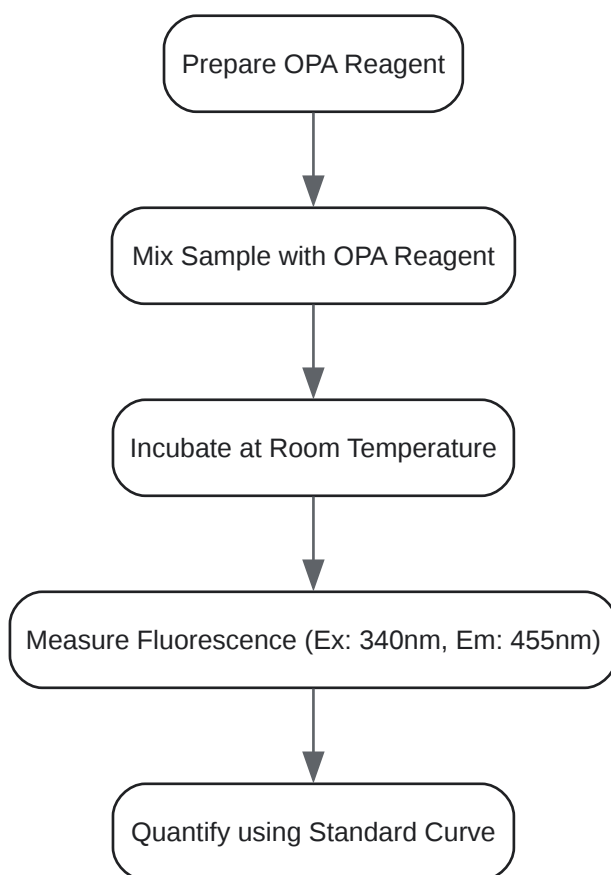 Prepare OPA Reagent
Mix Sample with OPA Reagent
Incubate at Room Temperature
Measure Fluorescence (Ex: 340nm, Em: 455nm)
Quantify using Standard Curve